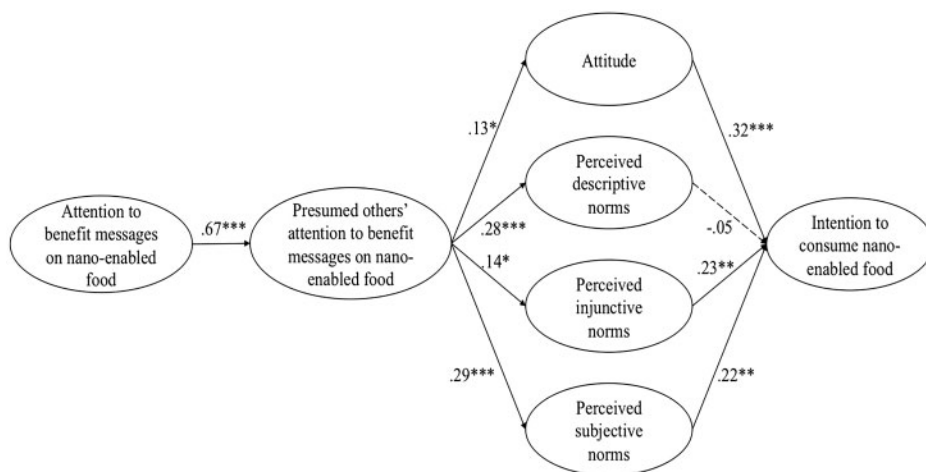 Attention to
benefit messages
on nano-enabled
food
.67***
Presumed others'
attention to benefit
messages on nano-
enabled food
.13*
.28***
.14*
.29***
Attitude
Perceived
descriptive
norms
Perceived
injunctive
norms
Perceived
subjective
norms
.32***
-.05
.23**
.22**
Intention to
consume nano-
enabled food